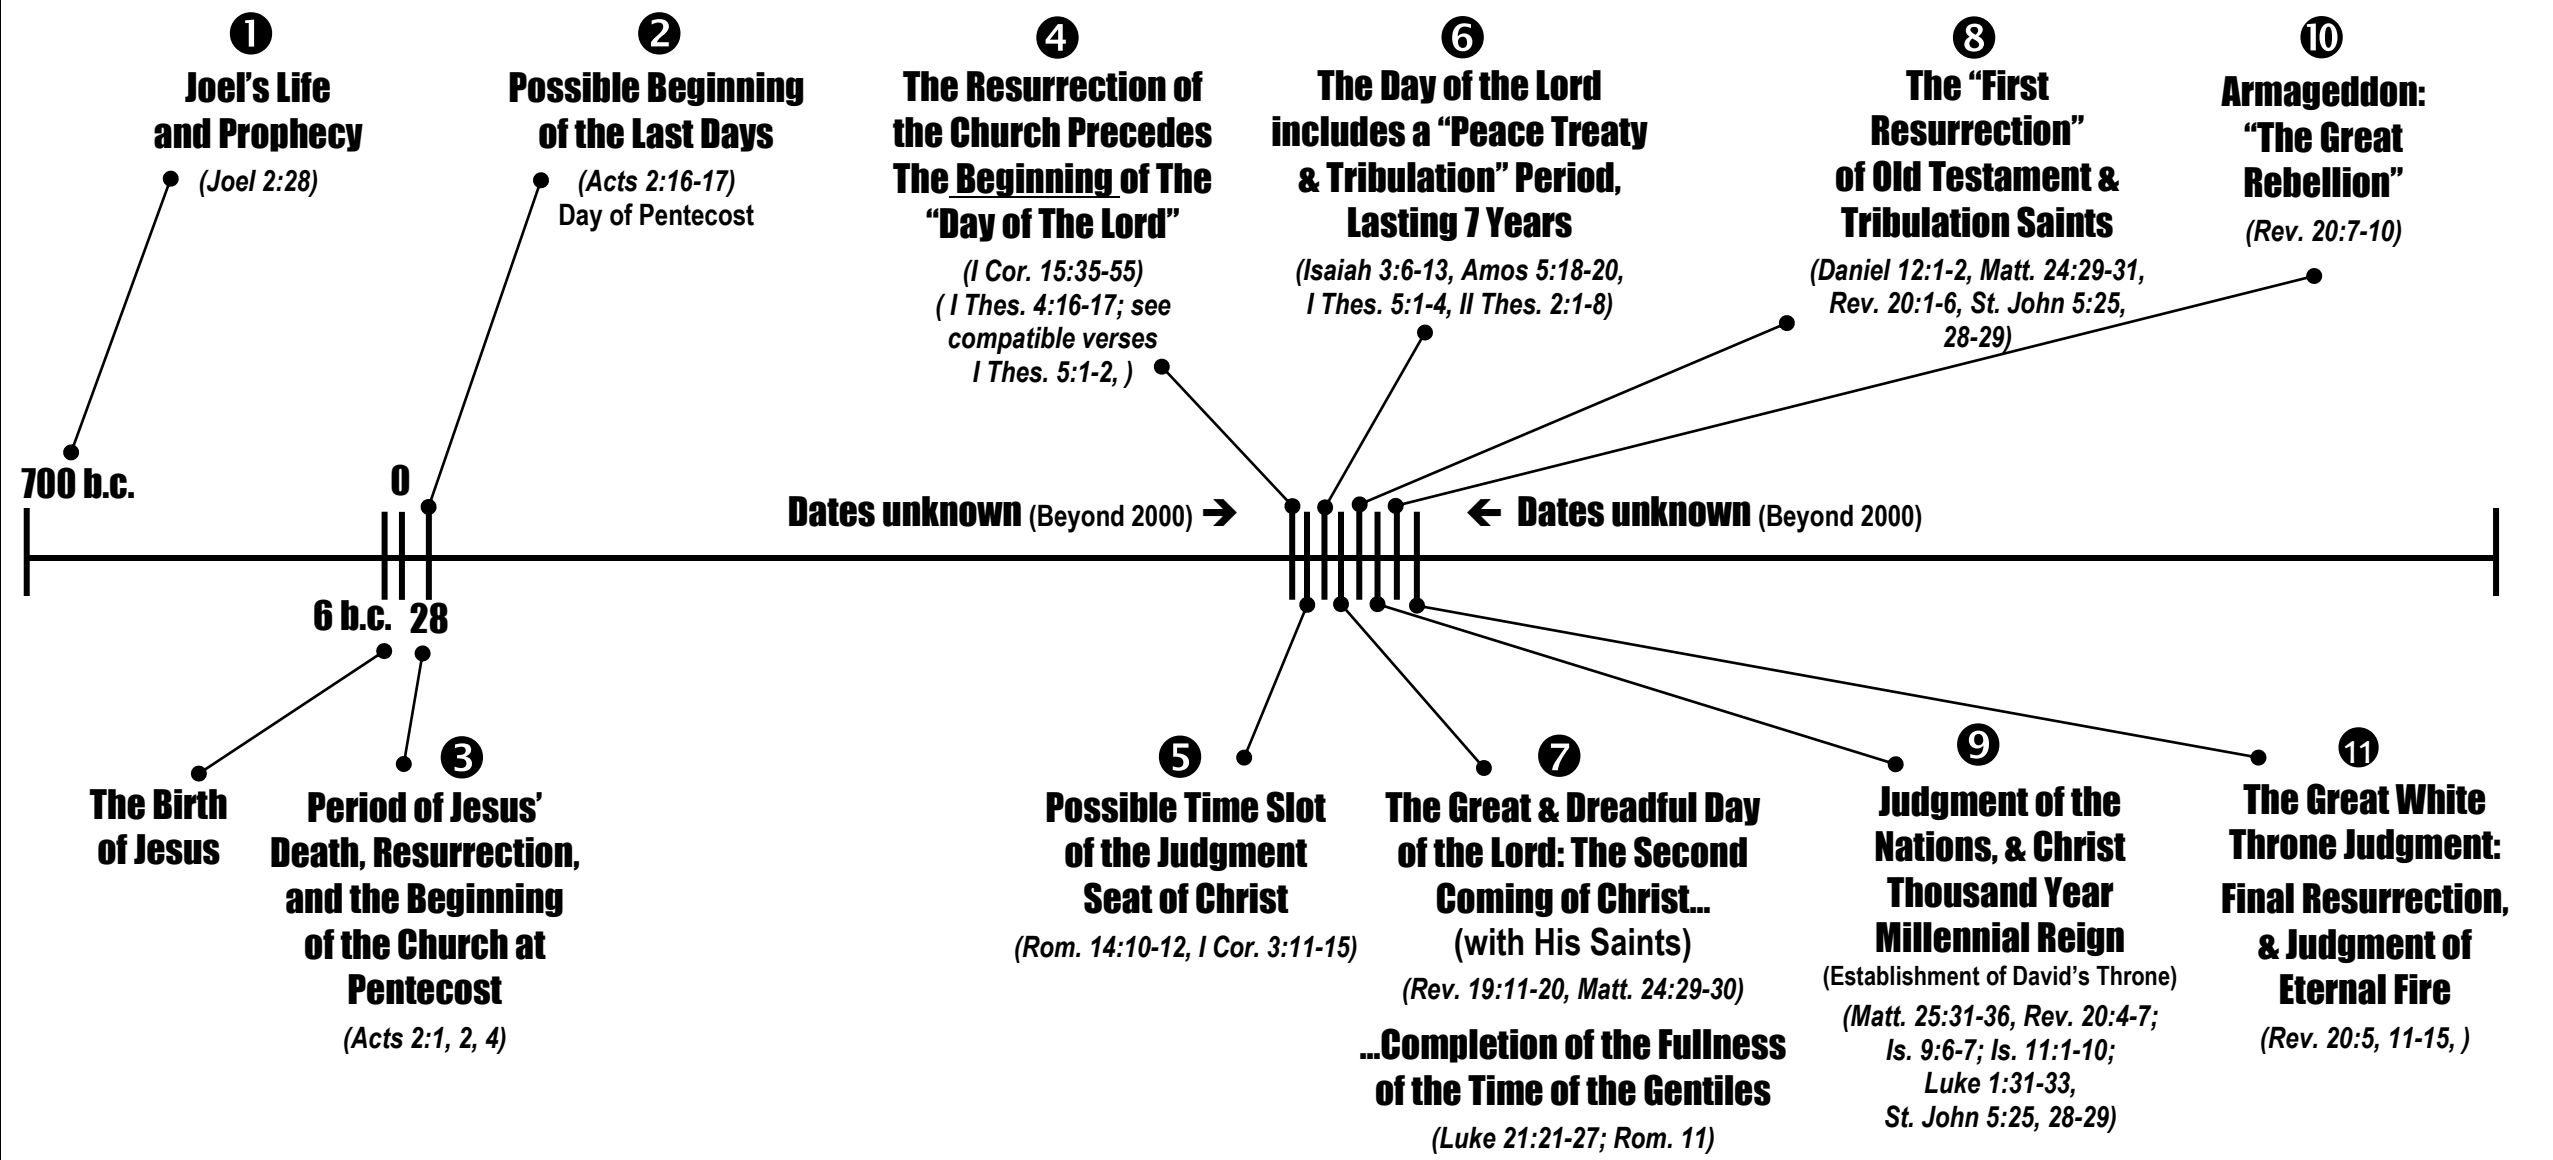 ❶
Joel’s Life
and Prophecy
(Joel 2:28)
❷
Possible Beginning
of the Last Days
(Acts 2:16-17)
Day of Pentecost
❹
The Resurrection of
the Church Precedes
The Beginning of The
“Day of The Lord”
(I Cor. 15:35-55)
( I Thes. 4:16-17; see
compatible verses
I Thes. 5:1-2, )
❻
The Day of the Lord
includes a “Peace Treaty
& Tribulation” Period,
Lasting 7 Years
(Isaiah 3:6-13, Amos 5:18-20,
I Thes. 5:1-4, II Thes. 2:1-8)
❽
The “First
Resurrection”
of Old Testament &
Tribulation Saints
(Daniel 12:1-2, Matt. 24:29-31,
Rev. 20:1-6, St. John 5:25,
28-29)
❿
Armageddon:
“The Great
Rebellion”
(Rev. 20:7-10)
700 b.c.
0
Dates unknown (Beyond 2000) ➔
← Dates unknown (Beyond 2000)
6 b.c. 28
The Birth
of Jesus
❸
Period of Jesus’
Death, Resurrection,
and the Beginning
of the Church at
Pentecost
(Acts 2:1, 2, 4)
❺
Possible Time Slot
of the Judgment
Seat of Christ
(Rom. 14:10-12, I Cor. 3:11-15)
❼
The Great & Dreadful Day
of the Lord: The Second
Coming of Christ...
(with His Saints)
(Rev. 19:11-20, Matt. 24:29-30)
...Completion of the Fullness
of the Time of the Gentiles
(Luke 21:21-27; Rom. 11)
❾
Judgment of the
Nations, & Christ
Thousand Year
Millennial Reign
(Establishment of David’s Throne)
(Matt. 25:31-36, Rev. 20:4-7;
Is. 9:6-7; Is. 11:1-10;
Luke 1:31-33,
St. John 5:25, 28-29)
⓫
The Great White
Throne Judgment:
Final Resurrection,
& Judgment of
Eternal Fire
(Rev. 20:5, 11-15, )